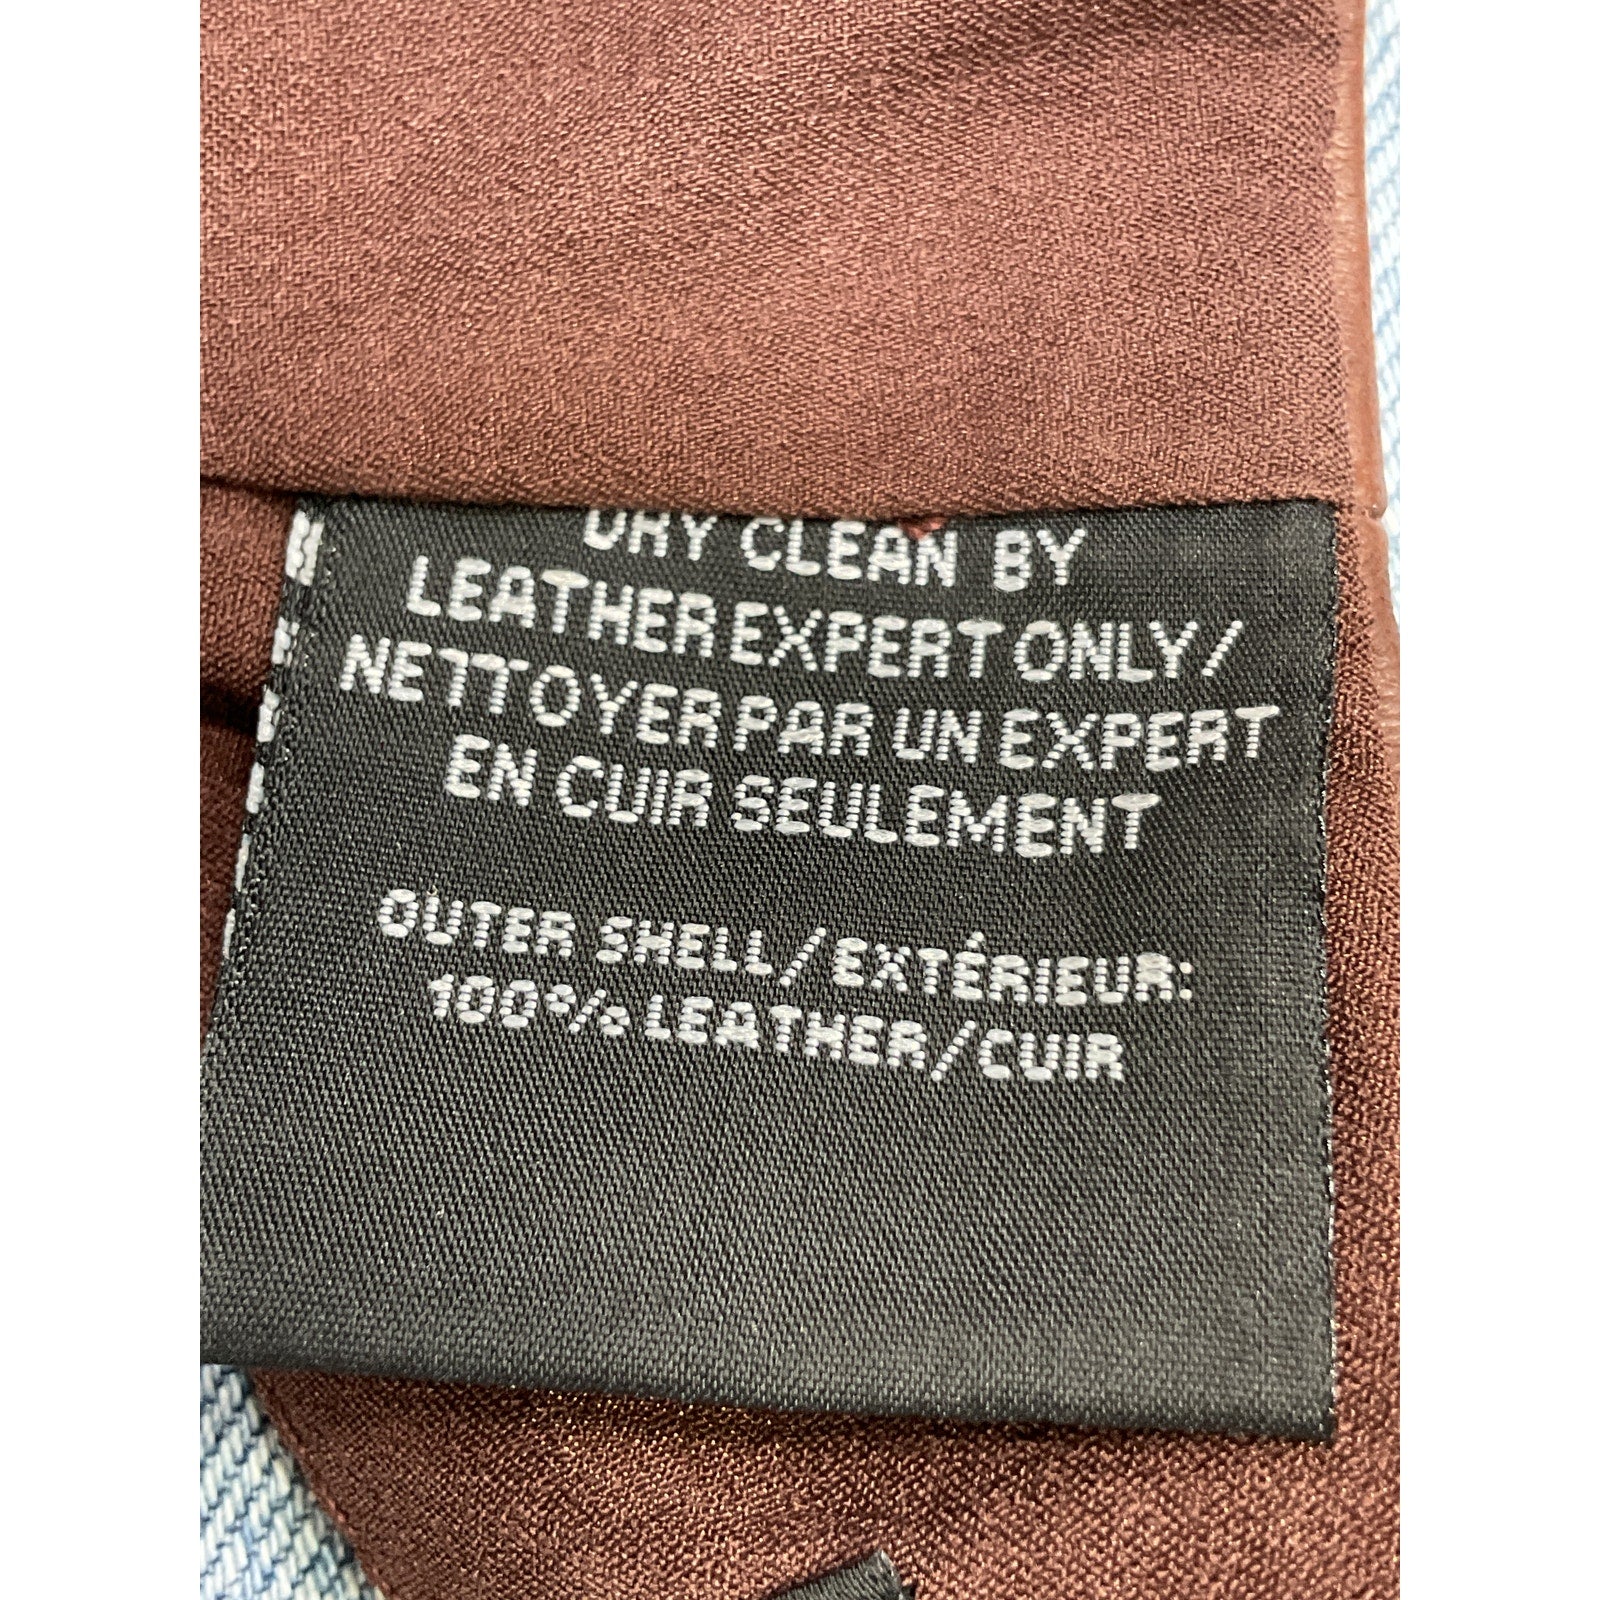 DRY CLEAN BY
LEATHER EXPERT ONLY/
NETTOYER PAR UN EXPERT
EN CUIR SEULEMENT
OUTER SHELL/EXTÉRIEUR:
100% LEATHER/CUIR